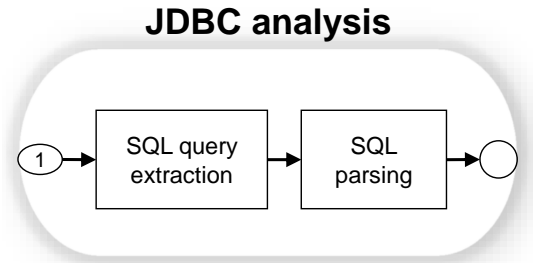 JDBC analysis
1
SQL query
extraction
SQL
parsing